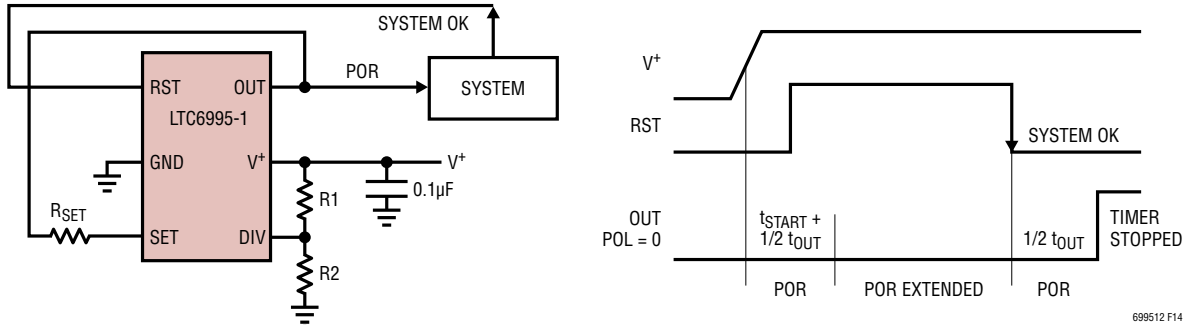 SYSTEM OK
RST
OUT
LTC6995-1
GND
V+
SET
DIV
RSET
POR
SYSTEM
V+
R1
0.1µF
R2
V+
RST
SYSTEM OK
OUT
POL = 0
tSTART +
1/2 tOUT
1/2 tOUT
TIMER
STOPPED
POR
POR EXTENDED
POR
699512 F14